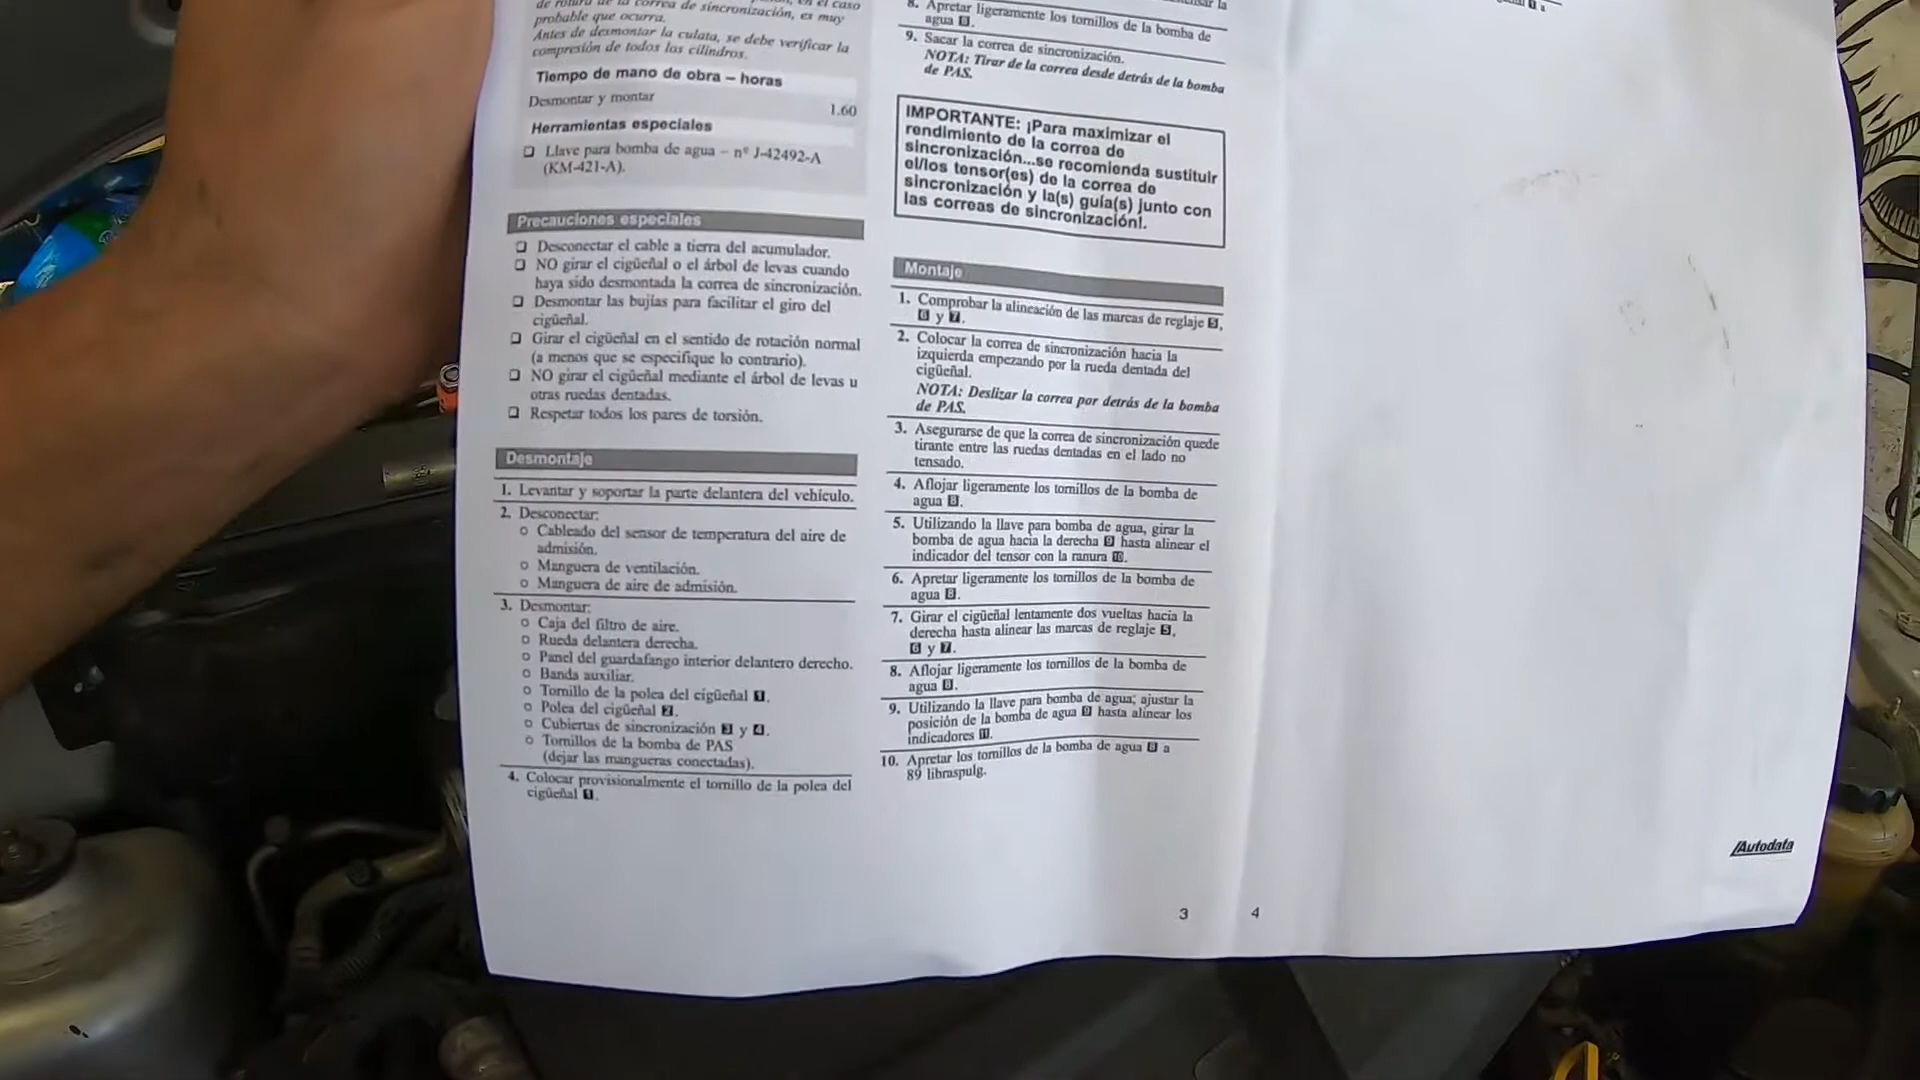 de rotura de la correa de sincronización, es muy
en el caso
probable que ocurra.
Antes de desmontar la culata, se debe verificar la
compresión de todos los cilindros.
Tiempo de mano de obra – horas
Desmontar y montar 1.60
Herramientas especiales
❑ Llave para bomba de agua – nº J-42492-A
(KM-421-A).
Precauciones especiales
❑ Desconectar el cable a tierra del acumulador.
❑ NO girar el cigüeñal o el árbol de levas cuando
haya sido desmontada la correa de sincronización.
❑ Desmontar las bujías para facilitar el giro del
cigüeñal.
❑ Girar el cigüeñal en el sentido de rotación normal
(a menos que se especifique lo contrario).
❑ NO girar el cigüeñal mediante el árbol de levas u
otras ruedas dentadas.
❑ Respetar todos los pares de torsión.
Desmontaje
1. Levantar y soportar la parte delantera del vehículo.
2. Desconectar:
○ Cableado del sensor de temperatura del aire de
admisión.
○ Manguera de ventilación.
○ Manguera de aire de admisión.
3. Desmontar:
○ Caja del filtro de aire.
○ Rueda delantera derecha.
○ Panel del guardafango interior delantero derecho.
○ Banda auxiliar.
○ Tornillo de la polea del cigüeñal 1.
○ Polea del cigüeñal 2.
○ Cubiertas de sincronización 3 y 4.
○ Tornillos de la bomba de PAS
(dejar las mangueras conectadas).
4. Colocar provisionalmente el tornillo de la polea del
cigüeñal 1.
la
8. Apretar ligeramente los tornillos de la bomba de
agua 8.
9. Sacar la correa de sincronización.
NOTA: Tirar de la correa desde detrás de la bomba
de PAS.
IMPORTANTE: ¡Para maximizar el
rendimiento de la correa de
sincronización...se recomienda sustituir
el/los tensor(es) de la correa de
sincronización y la(s) guía(s) junto con
las correas de sincronización!.
Montaje
1. Comprobar la alineación de las marcas de reglaje 5,
6 y 7.
2. Colocar la correa de sincronización hacia la
izquierda empezando por la rueda dentada del
cigüeñal.
NOTA: Deslizar la correa por detrás de la bomba
de PAS.
3. Asegurarse de que la correa de sincronización quede
tirante entre las ruedas dentadas en el lado no
tensado.
4. Aflojar ligeramente los tornillos de la bomba de
agua 8.
5. Utilizando la llave para bomba de agua, girar la
bomba de agua hacia la derecha 9 hasta alinear el
indicador del tensor con la ranura 10.
6. Apretar ligeramente los tornillos de la bomba de
agua 8.
7. Girar el cigüeñal lentamente dos vueltas hacia la
derecha hasta alinear las marcas de reglaje 5,
6 y 7.
8. Aflojar ligeramente los tornillos de la bomba de
agua 8.
9. Utilizando la llave para bomba de agua, ajustar la
posición de la bomba de agua 9 hasta alinear los
indicadores 11.
10. Apretar los tornillos de la bomba de agua 8 a
89 libraspulg.
3
4
Autodata